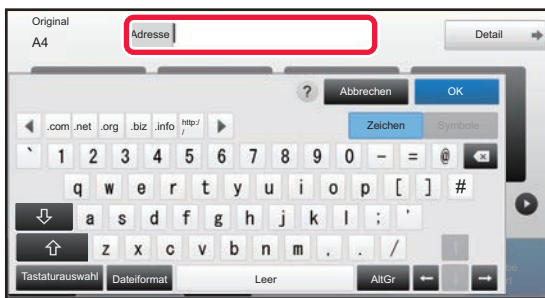 Original
A4
Adresse
Detail
? Abbrechen OK
.com .net .org .biz .info http:/
/
Zeichen Symbole
` 1 2 3 4 5 6 7 8 9 0 - = @
q w e r t y u i o p [ ] #
a s d f g h j k l ; '
z x c v b n m , . /
Tastaturauswahl Dateiformat Leer AltGr